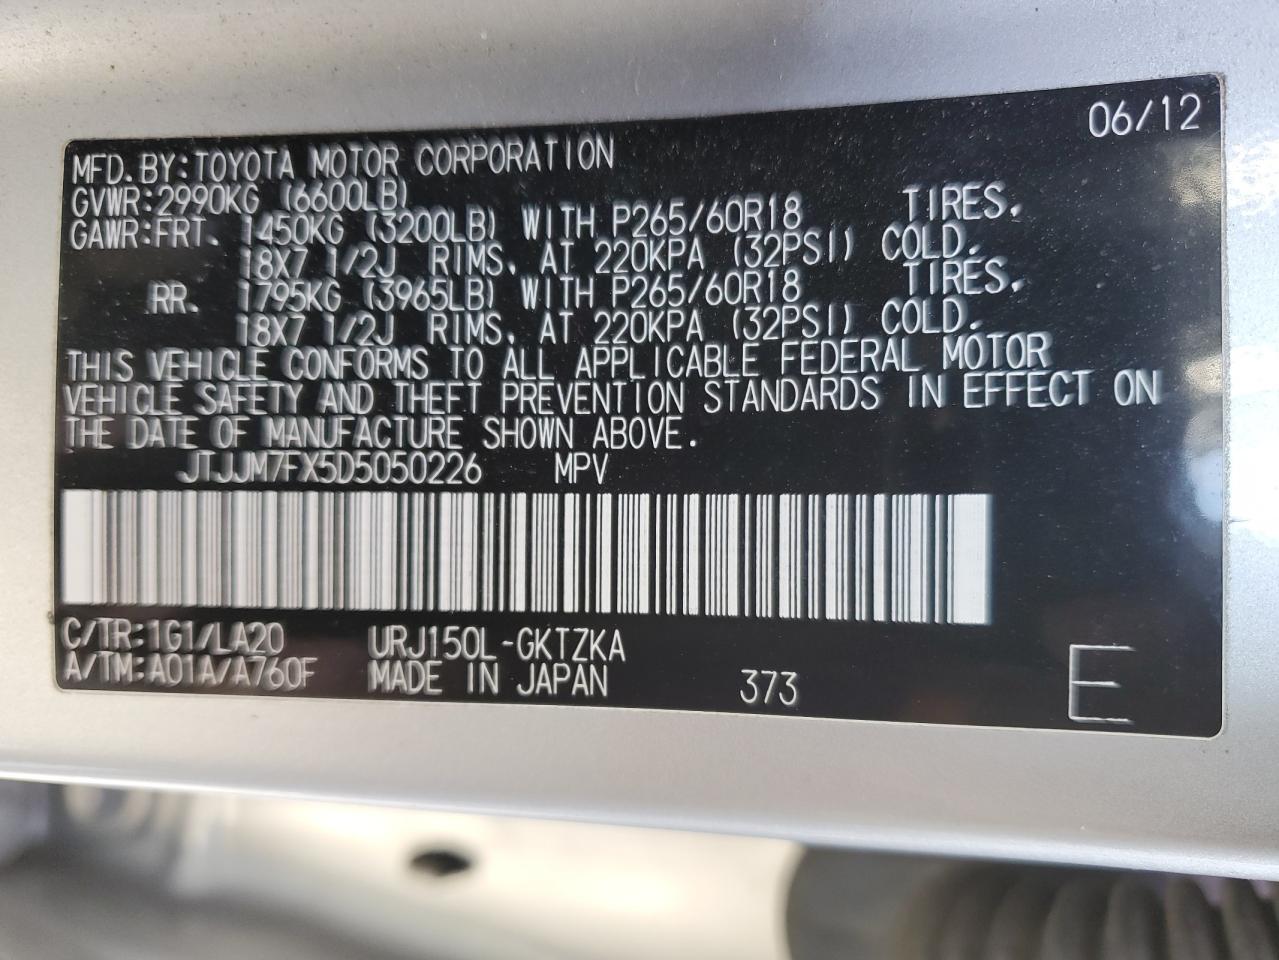 06/12
MFD.BY:TOYOTA MOTOR CORPORATION
GVWR:2990KG (6600LB)
GAWR:FRT. 1450KG (3200LB) WITH P265/60R18 TIRES.
18X7 1/2J RIMS, AT 220KPA (32PSI) COLD.
RR. 1795KG (3965LB) WITH P265/60R18 TIRES.
18X7 1/2J RIMS, AT 220KPA (32PSI) COLD.
THIS VEHICLE CONFORMS TO ALL APPLICABLE FEDERAL MOTOR
VEHICLE SAFETY AND THEFT PREVENTION STANDARDS IN EFFECT ON
THE DATE OF MANUFACTURE SHOWN ABOVE.
JTJJM7FX5D5050226 MPV
C/TR:1G1/LA20 URJ150L-GKTZKA
A/TM:A01A/A760F MADE IN JAPAN 373 E